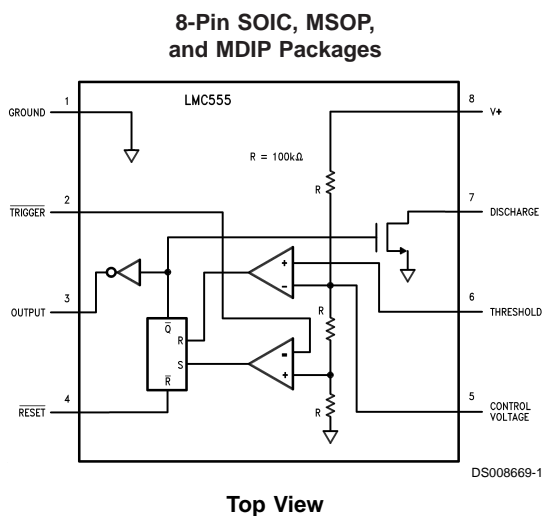 8-Pin SOIC, MSOP,
and MDIP Packages
LMC555
1
GROUND
8
V+
R = 100kΩ
R
2
TRIGGER
7
DISCHARGE
+
-
3
OUTPUT
6
THRESHOLD
Q
R
R
S
-
+
R
R
4
RESET
5
CONTROL
VOLTAGE
DS008669-1
Top View